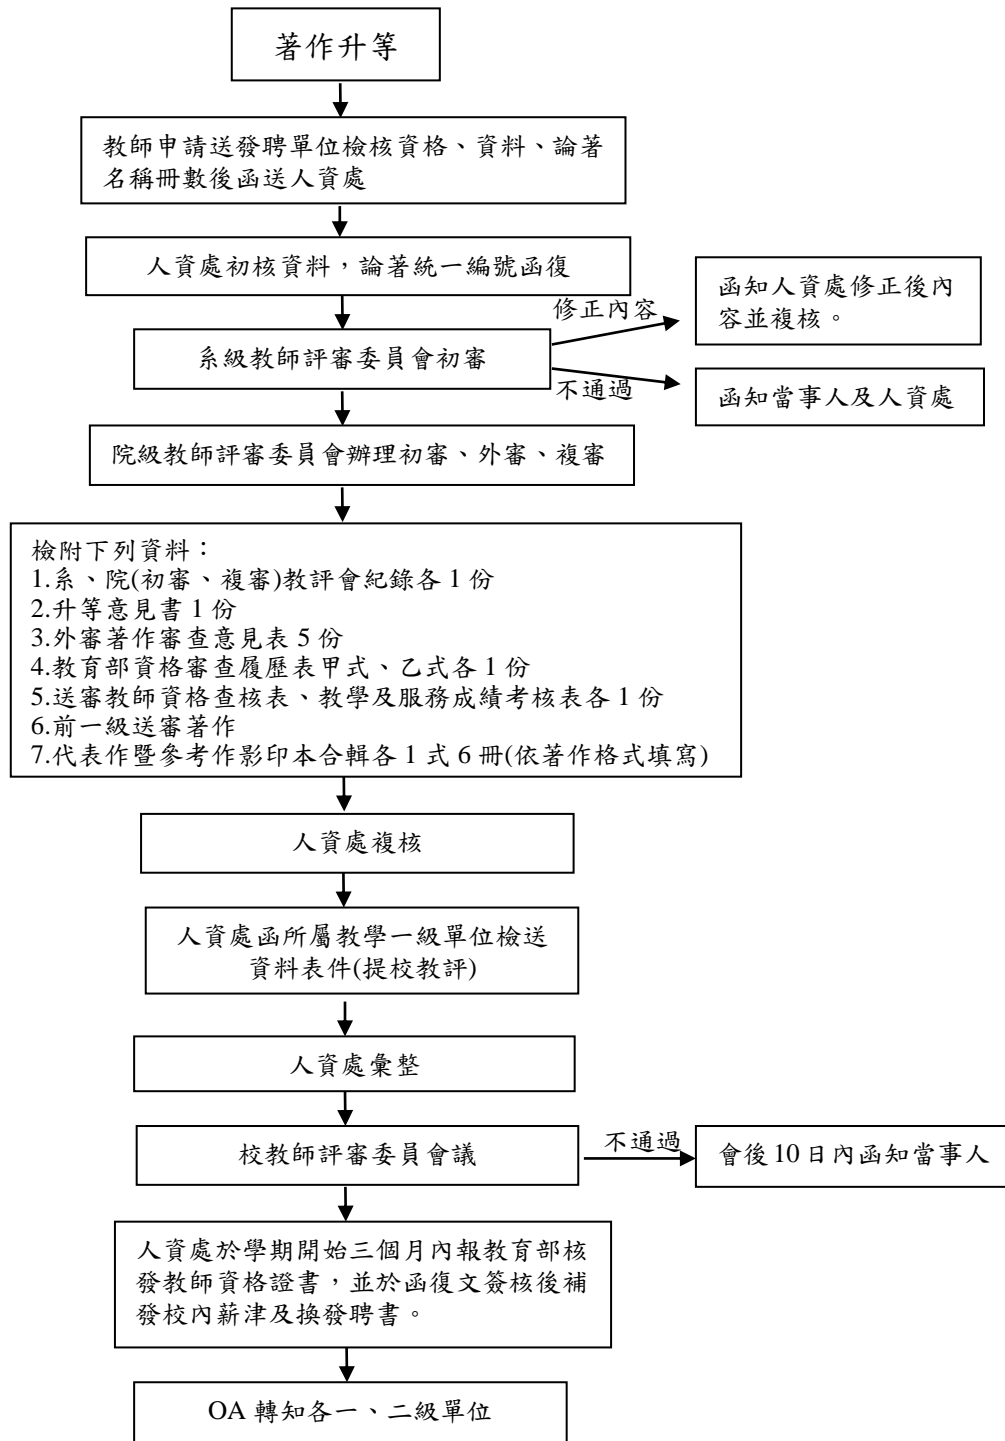 著作升等
教師申請送發聘單位檢核資格、資料、論著
名稱冊數後函送人資處
人資處初核資料，論著統一編號函復
修正內容
函知人資處修正後內
容並複核。
系級教師評審委員會初審
不通過
函知當事人及人資處
院級教師評審委員會辦理初審、外審、複審
檢附下列資料：
1.系、院(初審、複審)教評會紀錄各 1 份
2.升等意見書 1 份
3.外審著作審查意見表 5 份
4.教育部資格審查履歷表甲式、乙式各 1 份
5.送審教師資格查核表、教學及服務成績考核表各 1 份
6.前一級送審著作
7.代表作暨參考作影印本合輯各 1 式 6 冊(依著作格式填寫)
人資處複核
人資處函所屬教學一級單位檢送
資料表件(提校教評)
人資處彙整
校教師評審委員會議
不通過
會後 10 日內函知當事人
人資處於學期開始三個月內報教育部核
發教師資格證書，並於函復文簽核後補
發校內薪津及換發聘書。
OA 轉知各一、二級單位